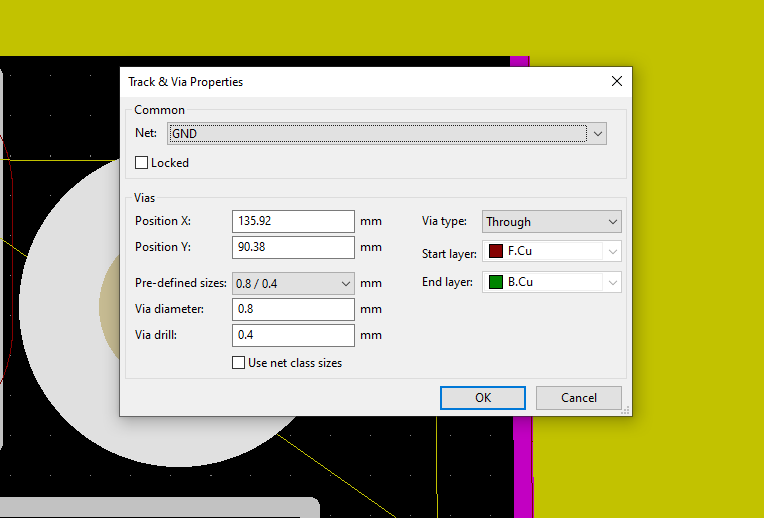 Track & Via Properties
Common
Net: GND
Locked
Vias
Position X: 135.92 mm
Position Y: 90.38 mm
Pre-defined sizes: 0.8 / 0.4 mm
Via diameter: 0.8 mm
Via drill: 0.4 mm
Use net class sizes
Via type: Through
Start layer: F.Cu
End layer: B.Cu
OK Cancel